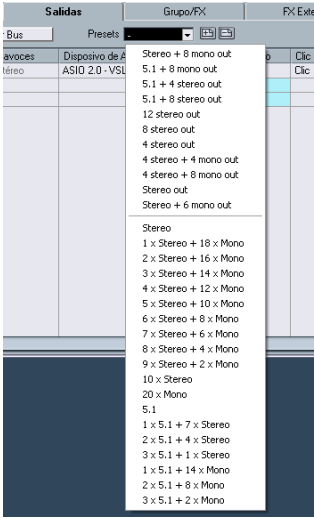 Salidas Grupo/FX FX Exte
r Bus Presets -
avoces Disposivo de A o Clic
téreo ASIO 2.0 - VSL Clic
Stereo + 8 mono out
5.1 + 8 mono out
5.1 + 4 stereo out
5.1 + 8 stereo out
12 stereo out
8 stereo out
4 stereo out
4 stereo + 4 mono out
4 stereo + 8 mono out
Stereo out
Stereo + 6 mono out
Stereo
1 x Stereo + 18 x Mono
2 x Stereo + 16 x Mono
3 x Stereo + 14 x Mono
4 x Stereo + 12 x Mono
5 x Stereo + 10 x Mono
6 x Stereo + 8 x Mono
7 x Stereo + 6 x Mono
8 x Stereo + 4 x Mono
9 x Stereo + 2 x Mono
10 x Stereo
20 x Mono
5.1
1 x 5.1 + 7 x Stereo
2 x 5.1 + 4 x Stereo
3 x 5.1 + 1 x Stereo
1 x 5.1 + 14 x Mono
2 x 5.1 + 8 x Mono
3 x 5.1 + 2 x Mono